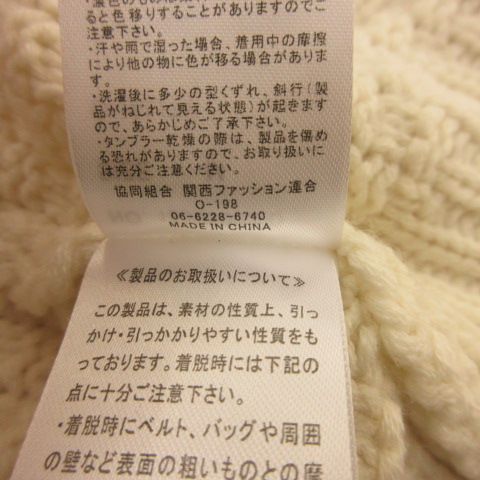 ると色移りすることがありますのでご
注意下さい。
・汗や雨で湿った場合、着用中の摩擦
により他の物に色が移る場合があります。
・洗濯後に多少の型くずれ、斜行(製
品がねじれて見える状態)が起きます
ので、あらかじめご了承下さい。
・タンブラー乾燥の際は、製品を傷め
る恐れがありますので、お取り扱いに
は充分ご注意ください。
協同組合 関西ファッション連合
O-198
06-6228-6740
MADE IN CHINA
《製品のお取扱いについて》
この製品は、素材の性質上、引っ
かけ・引っかかりやすい性質をも
っております。着脱時には下記の
点に十分ご注意下さい。
・着脱時にベルト、バッグや周囲
の壁など表面の粗いものとの摩